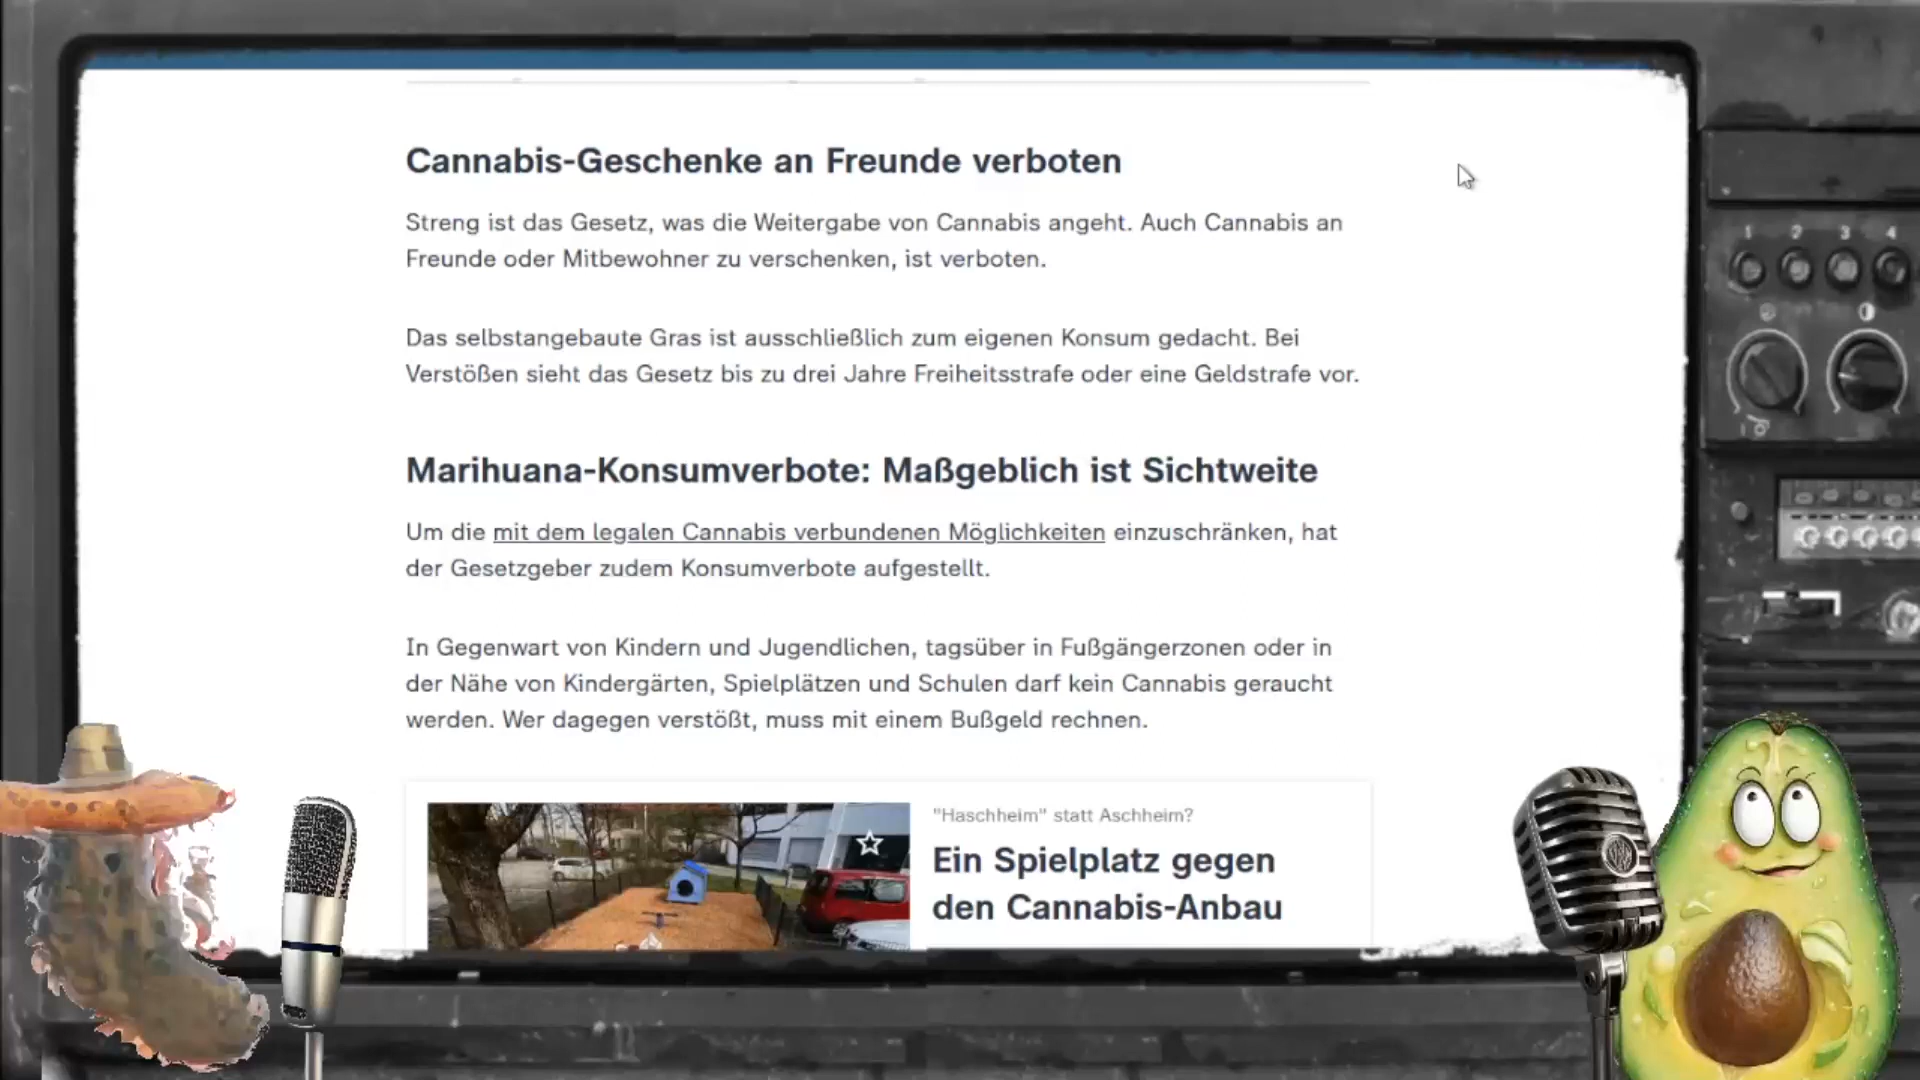 Cannabis-Geschenke an Freunde verboten
Streng ist das Gesetz, was die Weitergabe von Cannabis angeht. Auch Cannabis an
Freunde oder Mitbewohner zu verschenken, ist verboten.
Das selbstangebaute Gras ist ausschließlich zum eigenen Konsum gedacht. Bei
Verstößen sieht das Gesetz bis zu drei Jahre Freiheitsstrafe oder eine Geldstrafe vor.
Marihuana-Konsumverbote: Maßgeblich ist Sichtweite
Um die mit dem legalen Cannabis verbundenen Möglichkeiten einzuschränken, hat
der Gesetzgeber zudem Konsumverbote aufgestellt.
In Gegenwart von Kindern und Jugendlichen, tagsüber in Fußgängerzonen oder in
der Nähe von Kindergärten, Spielplätzen und Schulen darf kein Cannabis geraucht
werden. Wer dagegen verstößt, muss mit einem Bußgeld rechnen.
"Haschheim" statt Aschheim?
Ein Spielplatz gegen
den Cannabis-Anbau
1 2 3 4